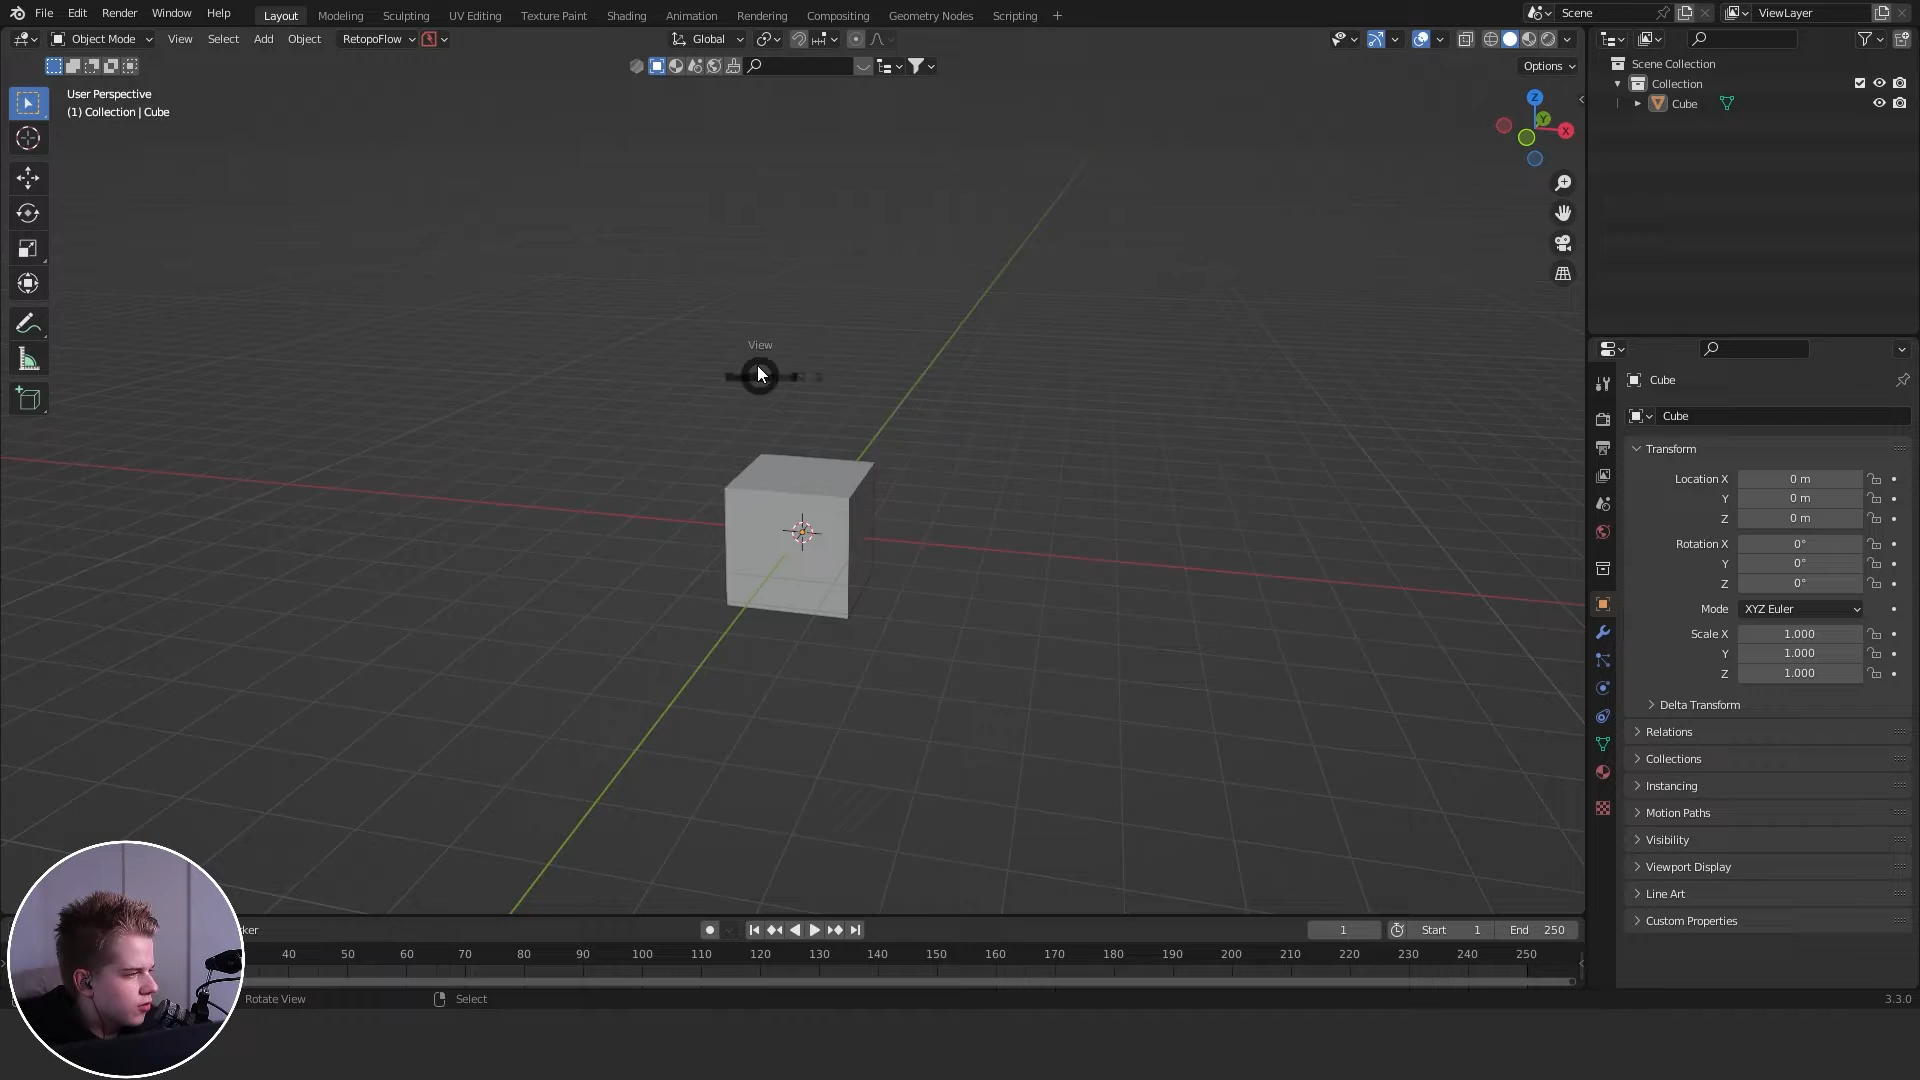 File Edit Render Window Help Layout Modeling Sculpting UV Editing Texture Paint Shading Animation Rendering Compositing Geometry Nodes Scripting + Scene ViewLayer
Object Mode View Select Add Object RetopoFlow Global
Options
User Perspective
(1) Collection | Cube
Z
Y
X
View
Scene Collection
Collection
Cube
Cube
Cube
Transform
Location X 0 m
Y 0 m
Z 0 m
Rotation X 0°
Y 0°
Z 0°
Mode XYZ Euler
Scale X 1.000
Y 1.000
Z 1.000
Delta Transform
Relations
Collections
Instancing
Motion Paths
Visibility
Viewport Display
Line Art
Custom Properties
ker 1 Start 1 End 250
40 50 60 70 80 90 100 110 120 130 140 150 160 170 180 190 200 210 220 230 240 250
Rotate View Select 3.3.0